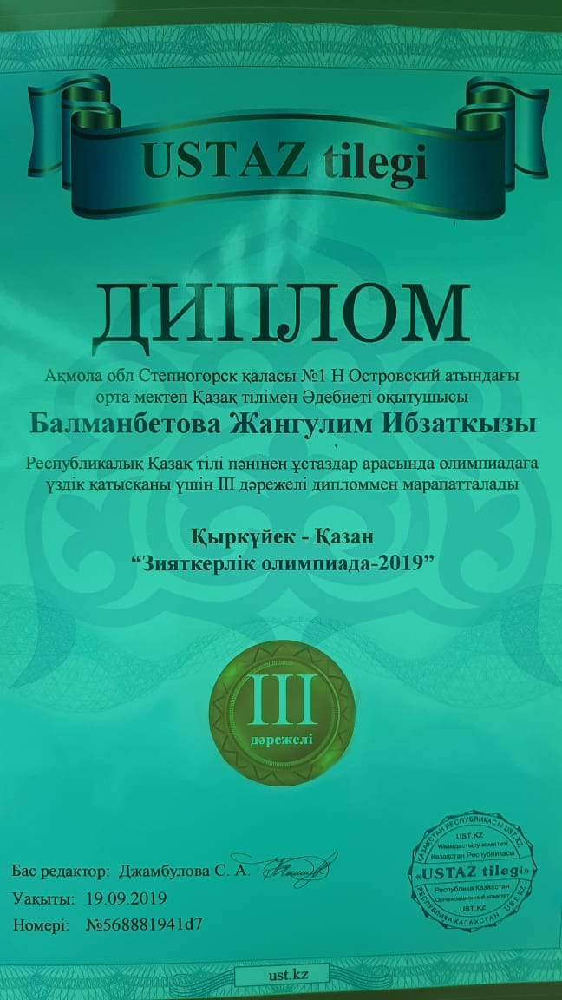 USTAZ tilegi
ДИПЛОМ
Ақмола обл Степногорск қаласы №1 Н Островский атындағы
орта мектеп Қазақ тілімен Әдебиеті оқытушысы
Балманбетова Жангулим Ибзаткызы
Республикалық Қазақ тілі пәнінен ұстаздар арасында олимпиадаға
үздік қатысқаны үшін III дәрежелі дипломмен марапатталады
Қыркүйек - Қазан
“Зияткерлік олимпиада-2019”
III
дәрежелі
Бас редактор: Джамбулова С. А.
Уақыты: 19.09.2019
Номері: №568881941d7
ҚАЗАҚСТАН РЕСПУБЛИКАСЫ UST.KZ
UST.KZ
Ұйымдастыру комитеті
Қазақстан Республикасы
«USTAZ tilegi»
Республика Казахстан
Организационный комитет
UST.KZ
РЕСПУБЛИКА КАЗАХСТАН UST.KZ
ust.kz